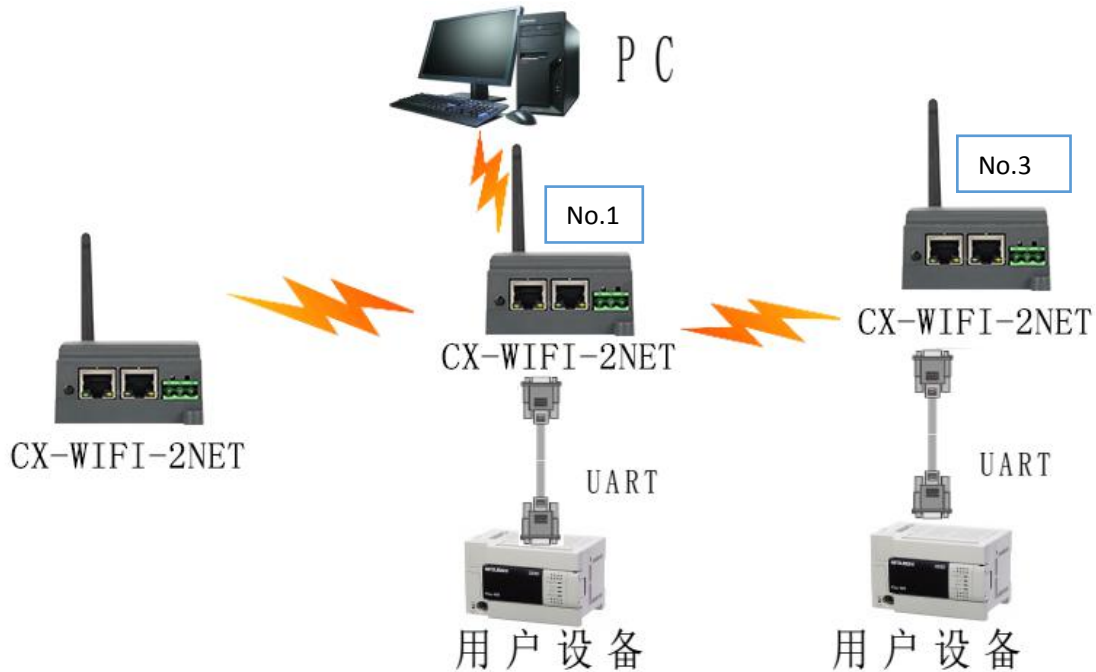 PC
No.3
No.1
CX-WIFI-2NET
CX-WIFI-2NET
CX-WIFI-2NET
UART
UART
用户设备
用户设备